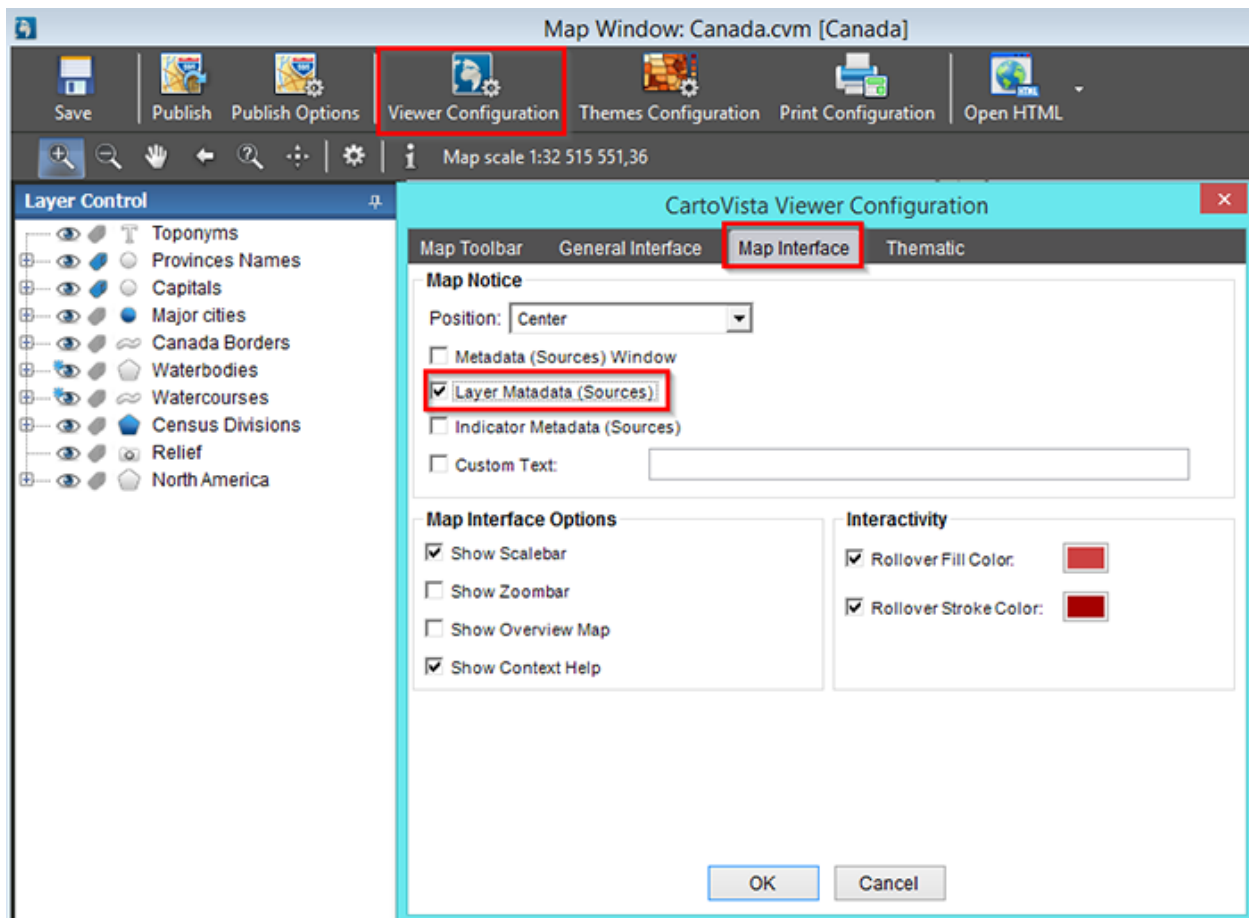 Map Window: Canada.cvm [Canada]
Save Publish Publish Options Viewer Configuration Themes Configuration Print Configuration Open HTML
Map scale 1:32 515 551,36
Layer Control
Toponyms
Provinces Names
Capitals
Major cities
Canada Borders
Waterbodies
Watercourses
Census Divisions
Relief
North America
CartoVista Viewer Configuration
Map Toolbar General Interface Map Interface Thematic
Map Notice
Position: Center
Metadata (Sources) Window
Layer Matadata (Sources)
Indicator Metadata (Sources)
Custom Text:
Map Interface Options
Show Scalebar
Show Zoombar
Show Overview Map
Show Context Help
Interactivity
Rollover Fill Color:
Rollover Stroke Color:
OK Cancel